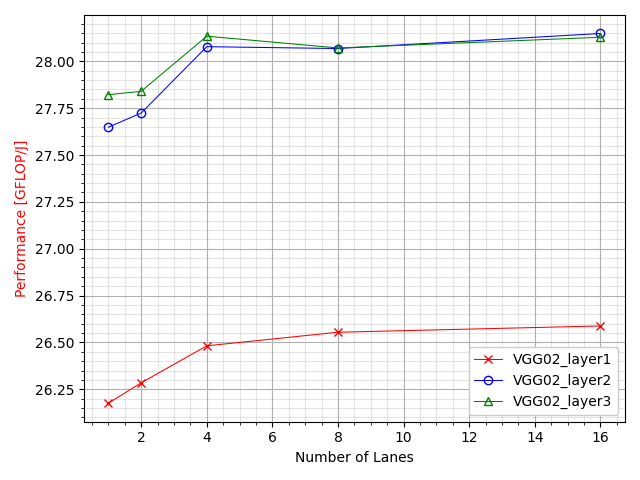 Performance [GFLOP/J]
28.00
27.75
27.50
27.25
27.00
26.75
26.50
26.25
2 4 6 8 10 12 14 16
Number of Lanes
VGG02_layer1
VGG02_layer2
VGG02_layer3